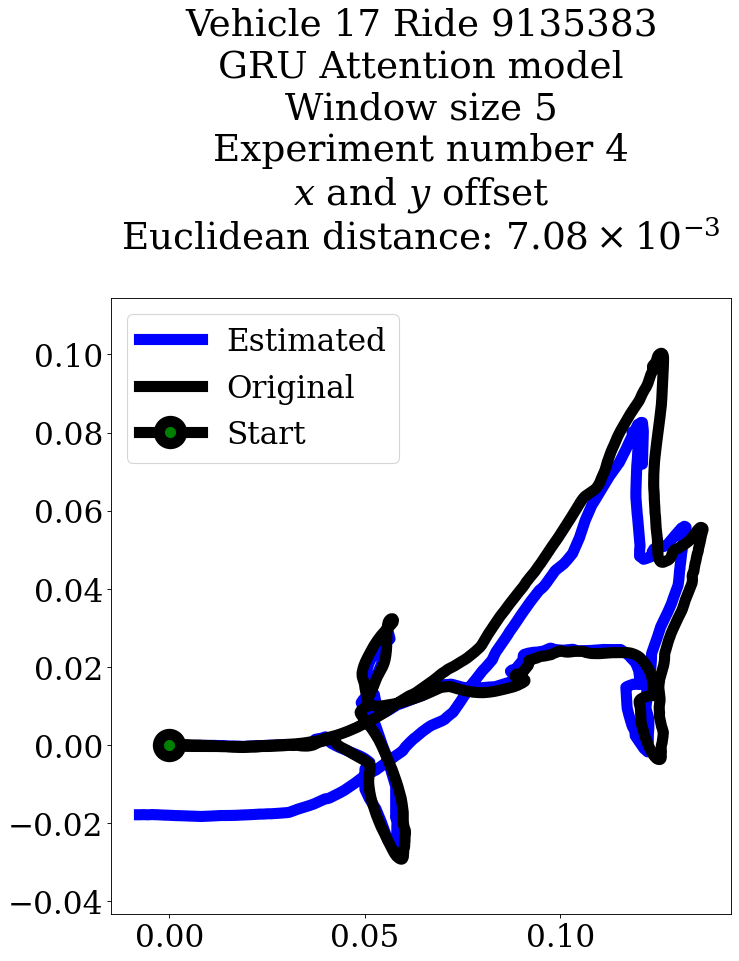 Vehicle 17 Ride 9135383
GRU Attention model
Window size 5
Experiment number 4
x and y offset
Euclidean distance: 7.08 × 10⁻³
Estimated
Original
Start
0.10
0.08
0.06
0.04
0.02
0.00
−0.02
−0.04
0.00 0.05 0.10